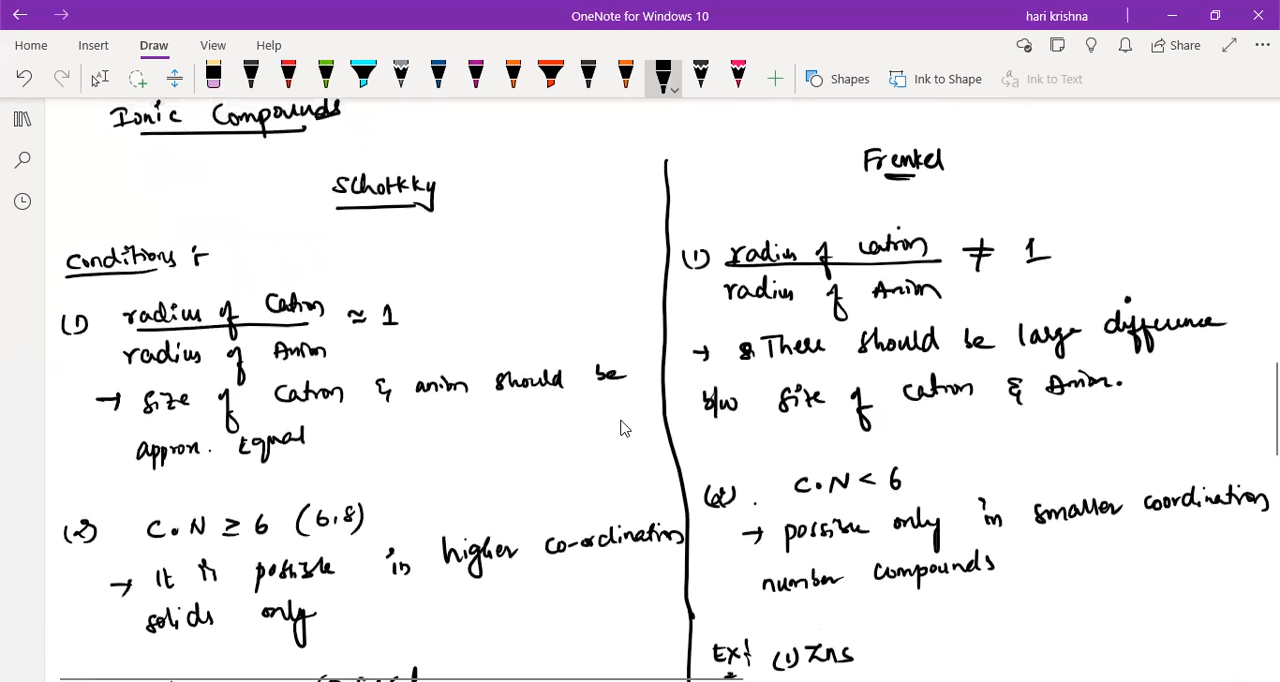 OneNote for Windows 10
hari krishna
Home Insert Draw View Help
Share
Shapes
Ink to Shape
Ink to Text
Ionic Compounds
Schottky
Conditions :-
(1) radius of Cation ≈ 1
radius of Anion
→ Size of Cation & anion should be
approx. Equal
(2) C.N ≥ 6 (6,8)
→ It is possible in higher co-ordination
solids only
Frenkel
(1) radius of cation ≠ 1
radius of Anion
→ There should be large difference
b/w size of cation & Anion.
(2). C.N < 6
→ possible only in smaller coordination
number compounds
Ex: (1) ZnS